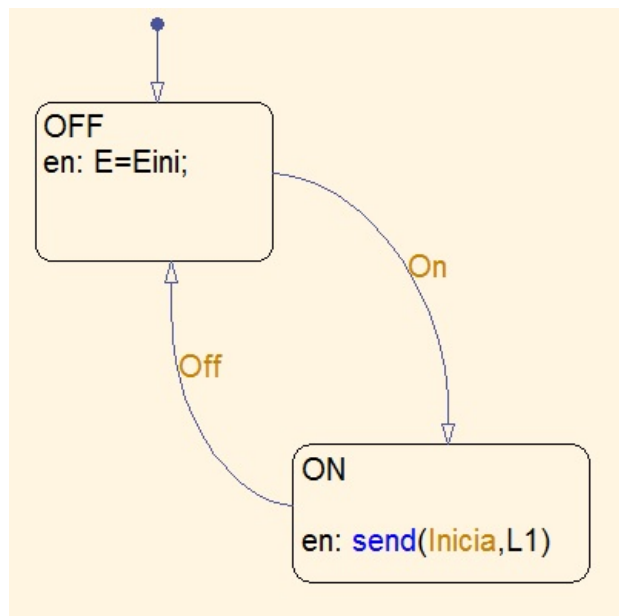 OFF
en: E=Eini;
On
Off
ON
en: send(Inicia,L1)